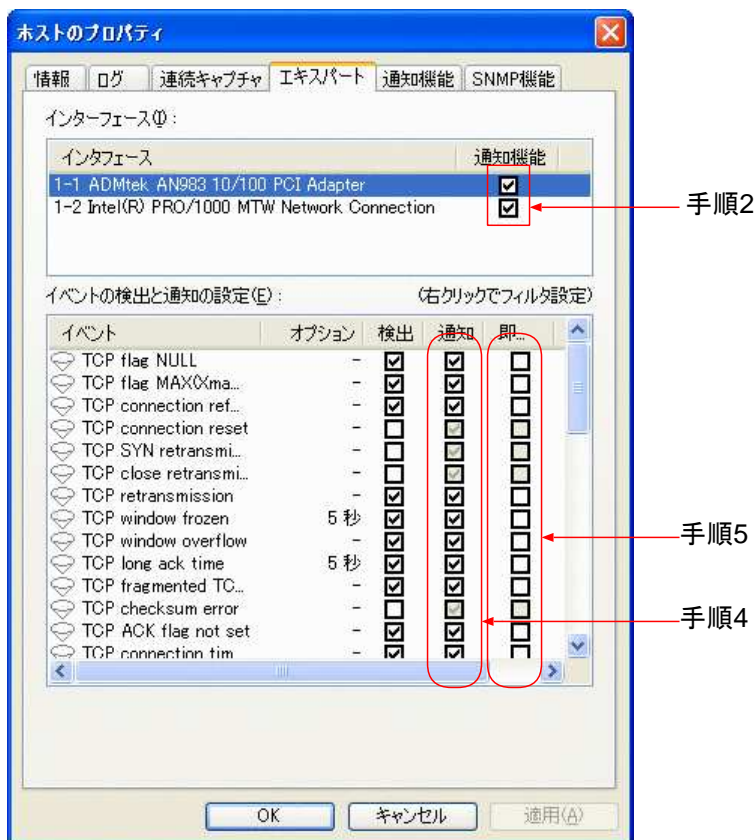 ホストのプロパティ
情報 ログ 連続キャプチャ エキスパート 通知機能 SNMP機能
インターフェース(I):
インタフェース 通知機能
1-1 ADMtek AN983 10/100 PCI Adapter
1-2 Intel(R) PRO/1000 MTW Network Connection
手順2
イベントの検出と通知の設定(E): (右クリックでフィルタ設定)
イベント オプション 検出 通知 即...
TCP flag NULL -
TCP flag MAX(Xma... -
TCP connection ref... -
TCP connection reset -
TCP SYN retransmi... -
TCP close retransmi... -
TCP retransmission -
TCP window frozen 5 秒
TCP window overflow -
手順5
TCP long ack time 5 秒
TCP fragmented TC... -
TCP checksum error -
手順4
TCP ACK flag not set -
TCP connection tim -
OK キャンセル 適用(A)